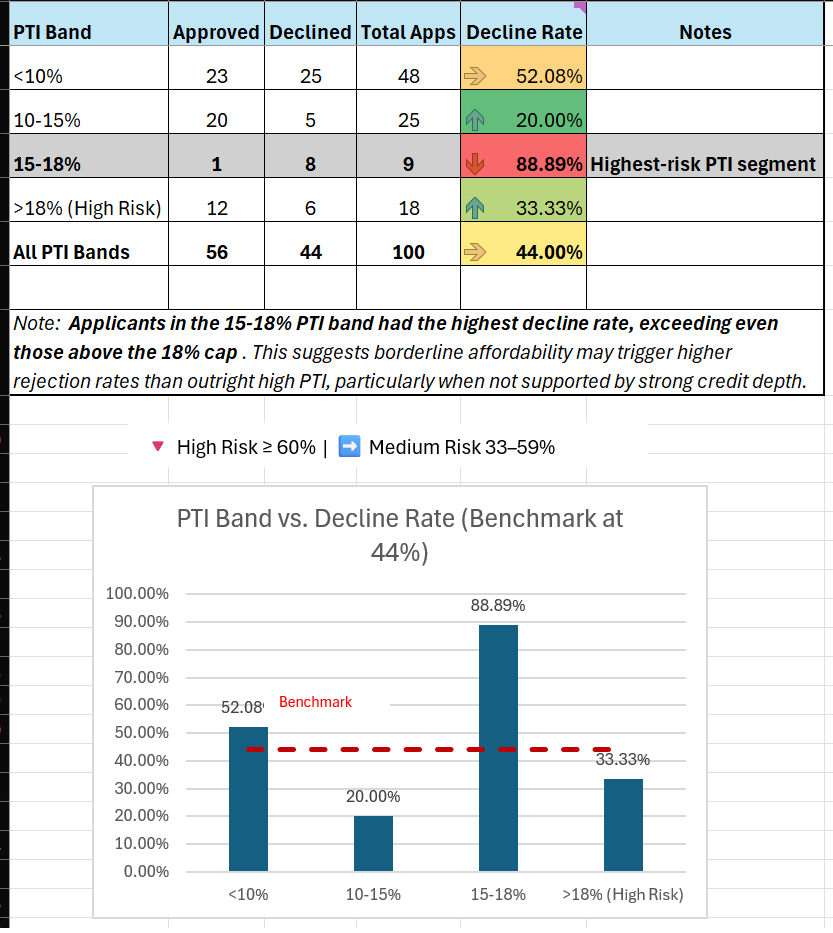 PTI Band Approved Declined Total Apps Decline Rate Notes
<10% 23 25 48 52.08%
10-15% 20 5 25 20.00%
15-18% 1 8 9 88.89% Highest-risk PTI segment
>18% (High Risk) 12 6 18 33.33%
All PTI Bands 56 44 100 44.00%
Note: Applicants in the 15-18% PTI band had the highest decline rate, exceeding even
those above the 18% cap . This suggests borderline affordability may trigger higher
rejection rates than outright high PTI, particularly when not supported by strong credit depth.
High Risk ≥ 60% | ➡ Medium Risk 33–59%
PTI Band vs. Decline Rate (Benchmark at
44%)
100.00%
90.00%
80.00%
70.00%
60.00%
50.00%
40.00%
30.00%
20.00%
10.00%
0.00%
88.89%
52.08
Benchmark
33.33%
20.00%
<10% 10-15% 15-18% >18% (High Risk)